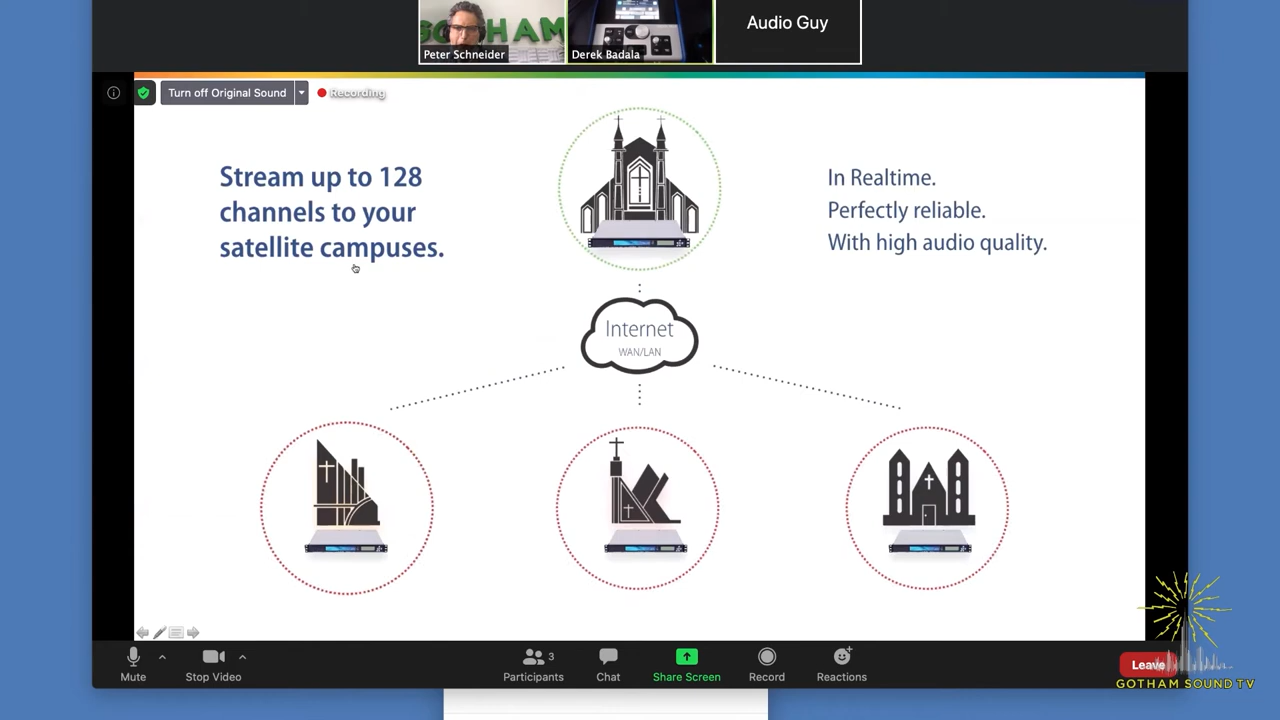 GOTHAM
Peter Schneider
Derek Badala
Audio Guy
Turn off Original Sound
Recording
Stream up to 128
channels to your
satellite campuses.
In Realtime.
Perfectly reliable.
With high audio quality.
Internet
WAN/LAN
Mute
Stop Video
3
Participants
Chat
Share Screen
Record
Reactions
Leave
GOTHAM SOUND TV